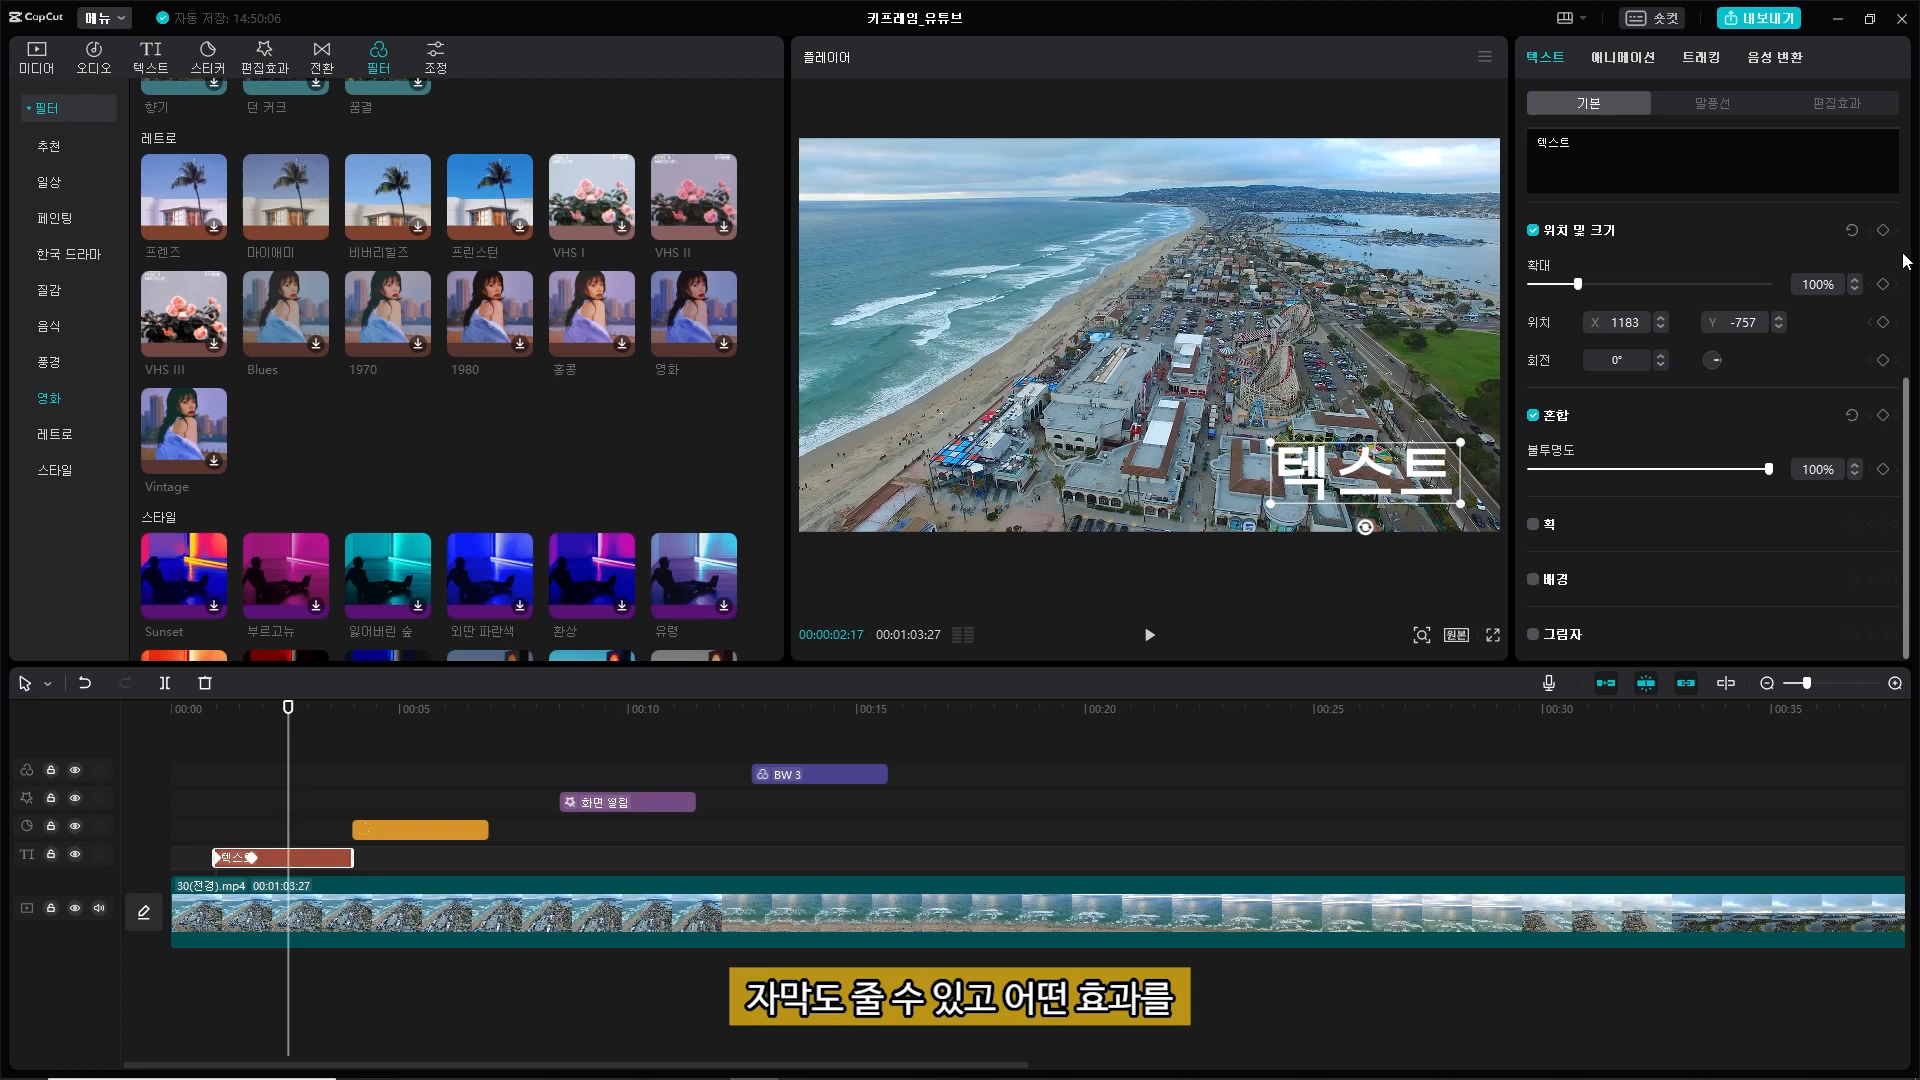 CapCut
메뉴
자동 저장: 14:50:06
키프레임_유튜브
숏컷
내보내기
미디어
오디오
텍스트
스티커
편집효과
전환
필터
조정
필터
추천
일상
페인팅
한국 드라마
질감
음식
풍경
영화
레트로
스타일
향기
던 커크
꿈결
레트로
프렌즈
마이애미
비버리힐즈
프린스턴
VHS I
VHS II
VHS III
Blues
1970
1980
홍콩
영화
Vintage
스타일
Sunset
부르고뉴
잃어버린 숲
외딴 파란색
환상
유령
플레이어
텍스트
00:00:02:17
00:01:03:27
원본
텍스트
애니메이션
트래킹
음성 변환
기본
말풍선
편집효과
텍스트
위치 및 크기
확대
100%
위치
X 1183
Y -757
회전
0°
혼합
불투명도
100%
획
배경
그림자
00:00
00:05
00:10
00:15
00:20
00:25
00:30
00:35
BW 3
화면 열림
TI
텍스트
30(전경).mp4 00:01:03:27
자막도 줄 수 있고 어떤 효과를